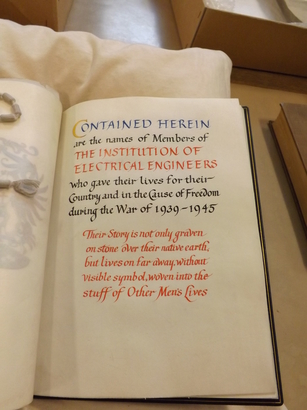 CONTAINED HEREIN
are the names of Members of
THE INSTITUTION OF
ELECTRICAL ENGINEERS
who gave their lives for their
Country and in the Cause of Freedom
during the War of 1939-1945
Their Story is not only graven
on stone over their native earth,
but lives on far away, without
visible symbol, woven into the
stuff of Other Men's Lives